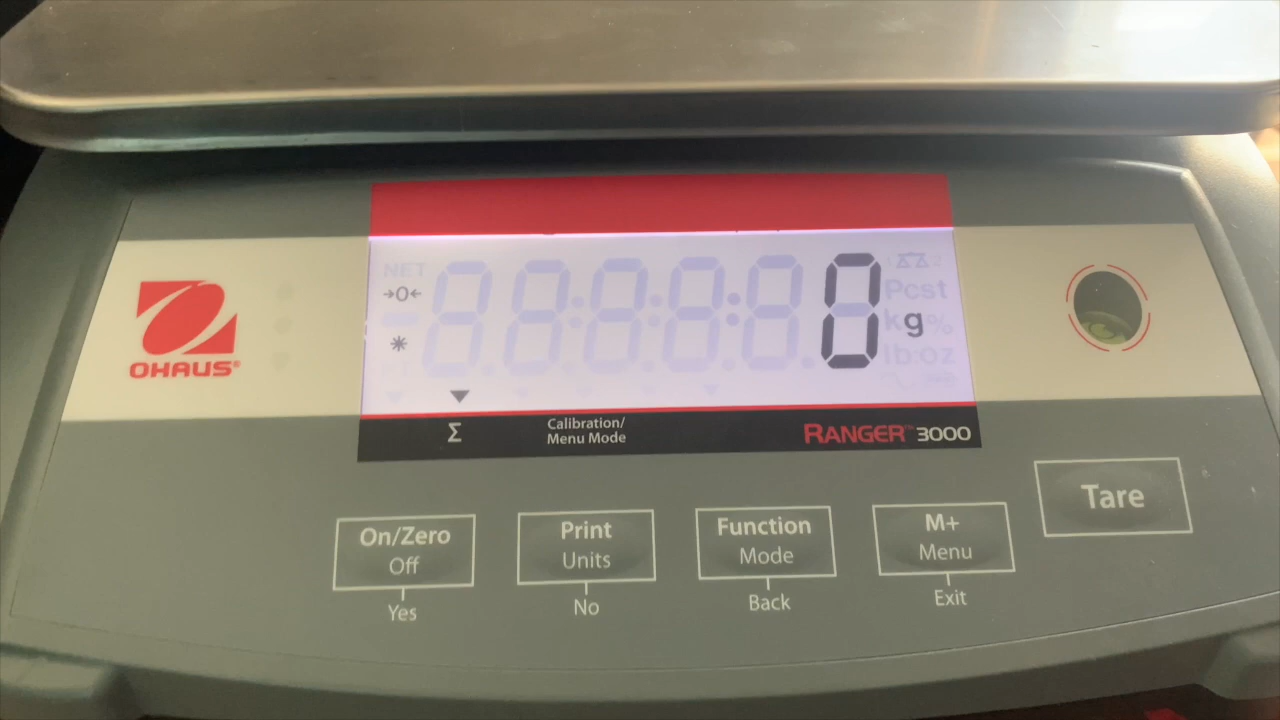 NET
→0←
*
0
Pcst
kg%
lb:oz
OHAUS®
Σ
Calibration/
Menu Mode
RANGER™ 3000
On/Zero
Off
Yes
Print
Units
No
Function
Mode
Back
M+
Menu
Exit
Tare